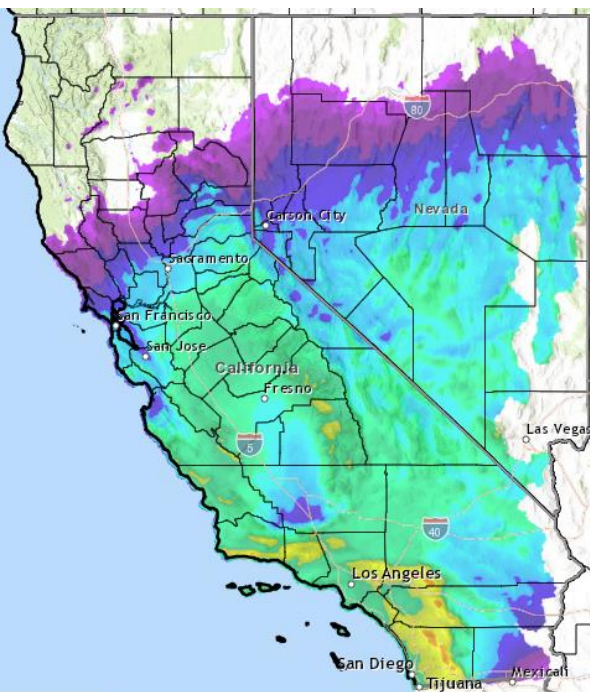 80
Nevada
Carson City
Sacramento
San Francisco
San Jose
California
Fresno
Las Vegas
5
40
Los Angeles
San Diego
Tijuana
Mexicali